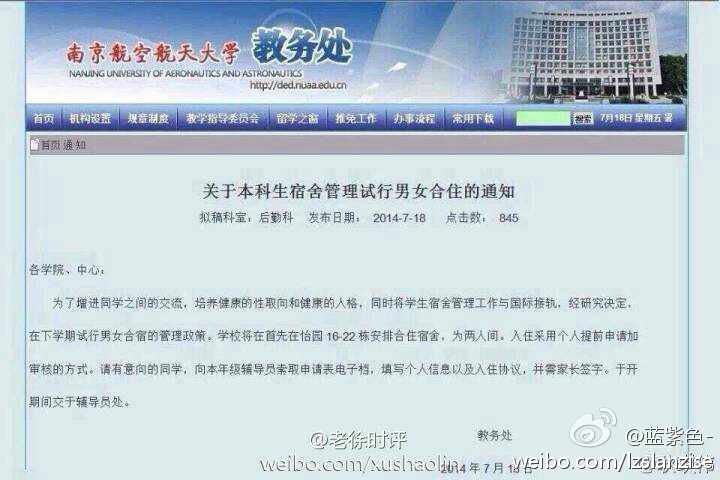 南京航空航天大学 教务处
NANJING UNIVERSITY OF AERONAUTICS AND ASTRONAUTICS
http://ded.nuaa.edu.cn
首页 机构设置 规章制度 教学指导委员会 留学之窗 推免工作 办事流程 常用下载 搜索 7月18日 星期五 署
首页 通知
关于本科生宿舍管理试行男女合住的通知
拟稿科室：后勤科 发布日期： 2014-7-18 点击数： 845
各学院、中心：
为了增进同学之间的交流，培养健康的性取向和健康的人格，同时将学生宿舍管理工作与国际接轨，经研究决定，
在下学期试行男女合宿的管理政策。学校将在首先在怡园 16-22 栋安排合住宿舍，为两人间。入住采用个人提前申请加
审核的方式。请有意向的同学，向本年级辅导员索取申请表电子档，填写个人信息以及入住协议，并需家长签字。于开
期间交于辅导员处。
教务处
2014 年 7 月 18 日
@老徐时评
weibo.com/xushaolin
@蓝紫色-
weibo.com/lzslanzise